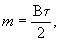 m = Bτ/2,